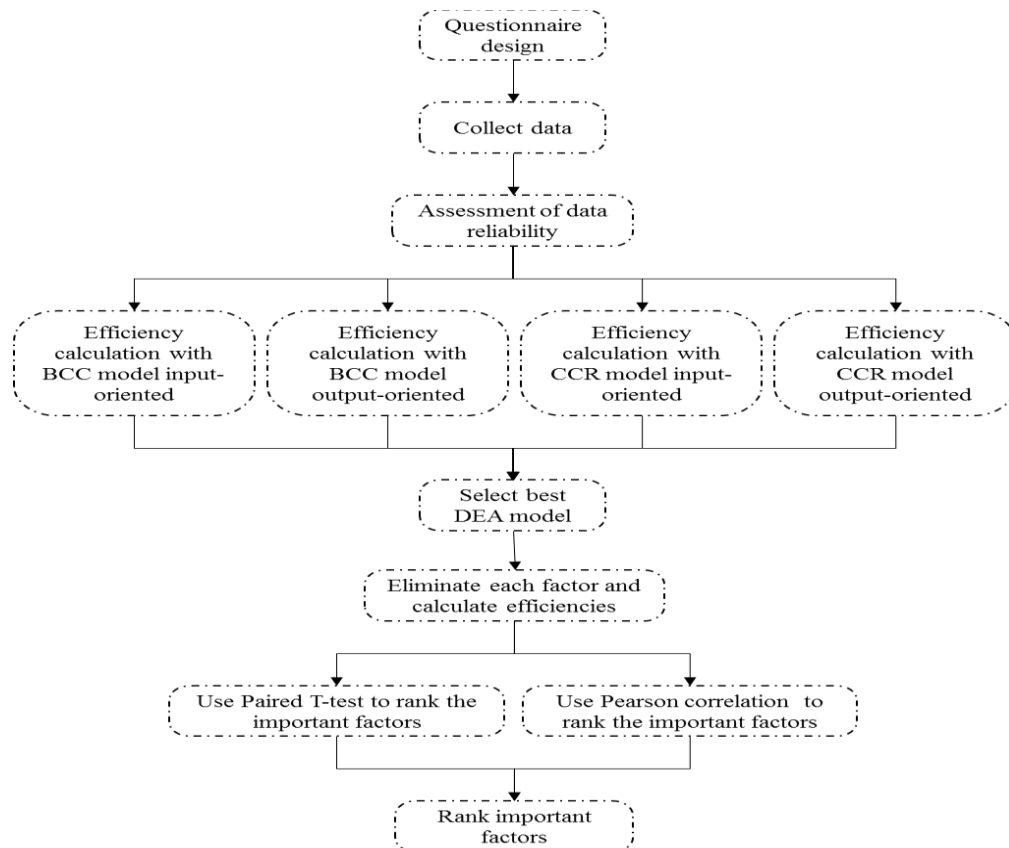 Questionnaire
design
Collect data
Assessment of data
reliability
Efficiency
calculation with
BCC model input-
oriented
Efficiency
calculation with
BCC model
output-oriented
Efficiency
calculation with
CCR model input-
oriented
Efficiency
calculation with
CCR model
output-oriented
Select best
DEA model
Eliminate each factor and
calculate efficiencies
Use Paired T-test to rank the
important factors
Use Pearson correlation to
rank the important factors
Rank important
factors